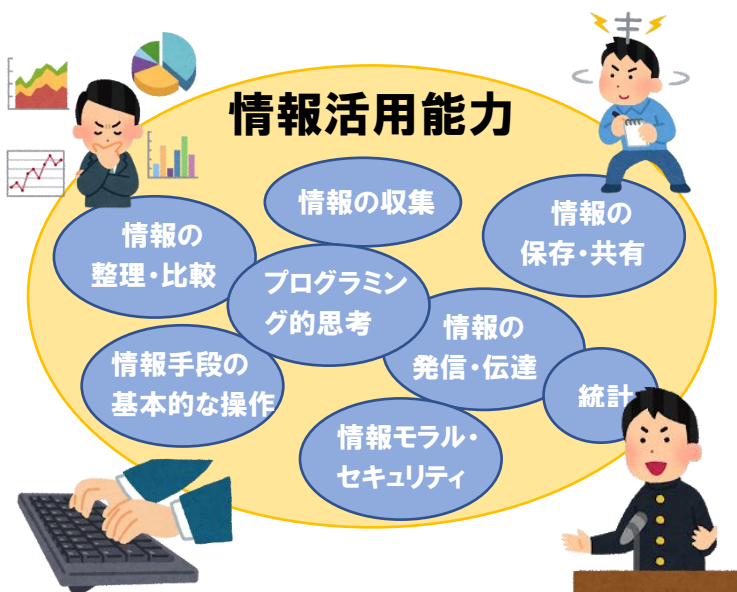 情報活用能力
情報の収集
情報の
保存・共有
情報の
整理・比較
プログラミン
グ的思考
情報の
発信・伝達
情報手段の
基本的な操作
統計
情報モラル・
セキュリティ